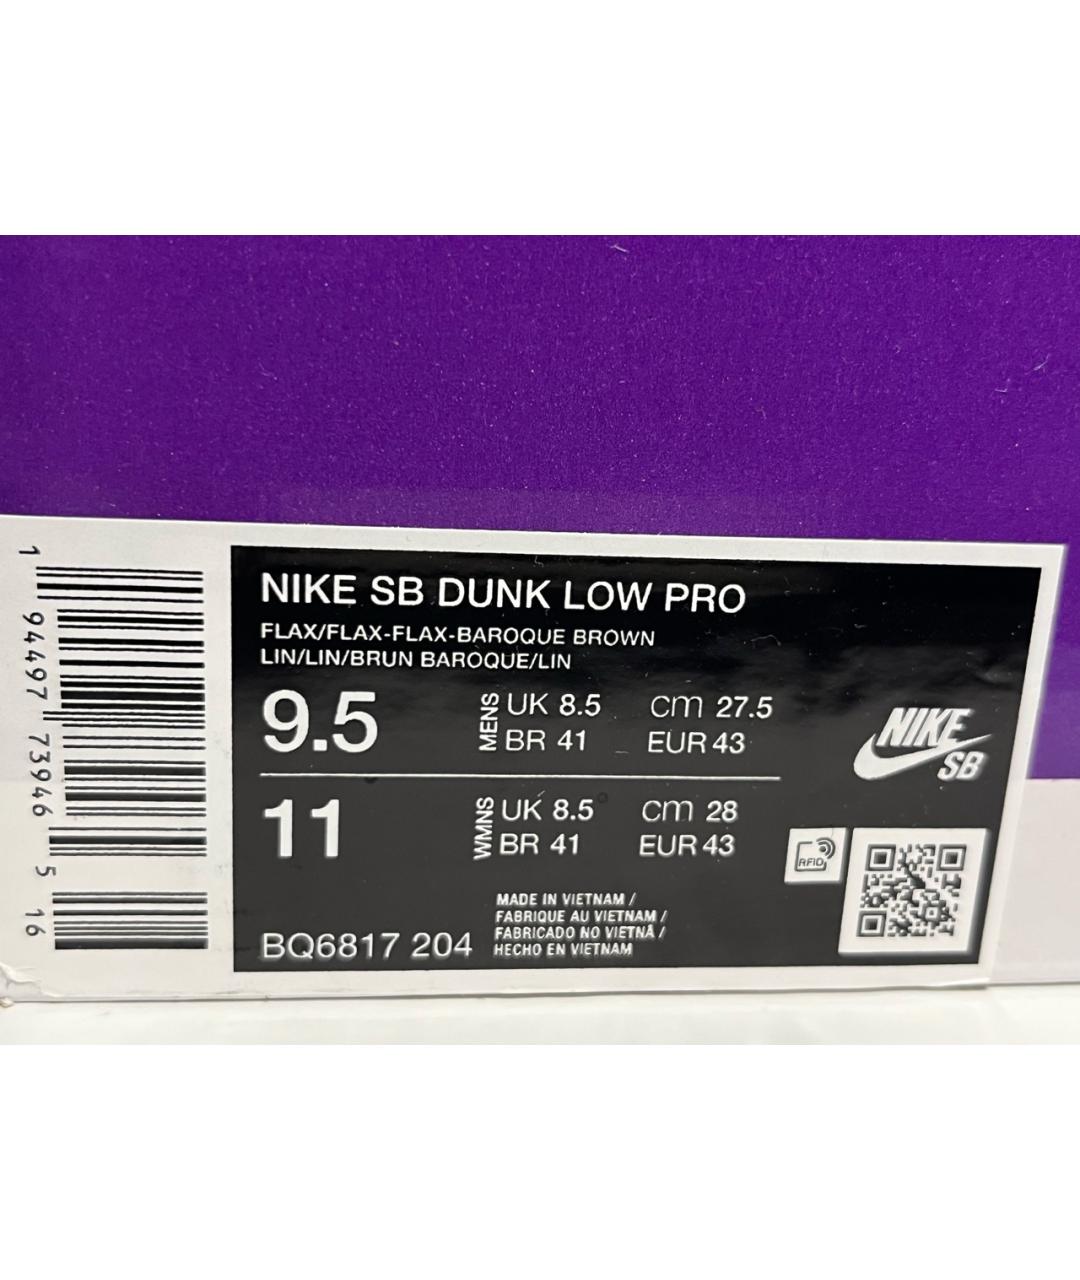 NIKE SB DUNK LOW PRO
FLAX/FLAX-FLAX-BAROQUE BROWN
LIN/LIN/BRUN BAROQUE/LIN
9.5 MENS UK 8.5 cm 27.5
BR 41 EUR 43
11 WMNS UK 8.5 cm 28
BR 41 EUR 43
NIKE
SB
RFID
MADE IN VIETNAM /
FABRIQUE AU VIETNAM /
FABRICADO NO VIETNÃ /
HECHO EN VIETNAM
BQ6817 204
1 94497 73946 5 16